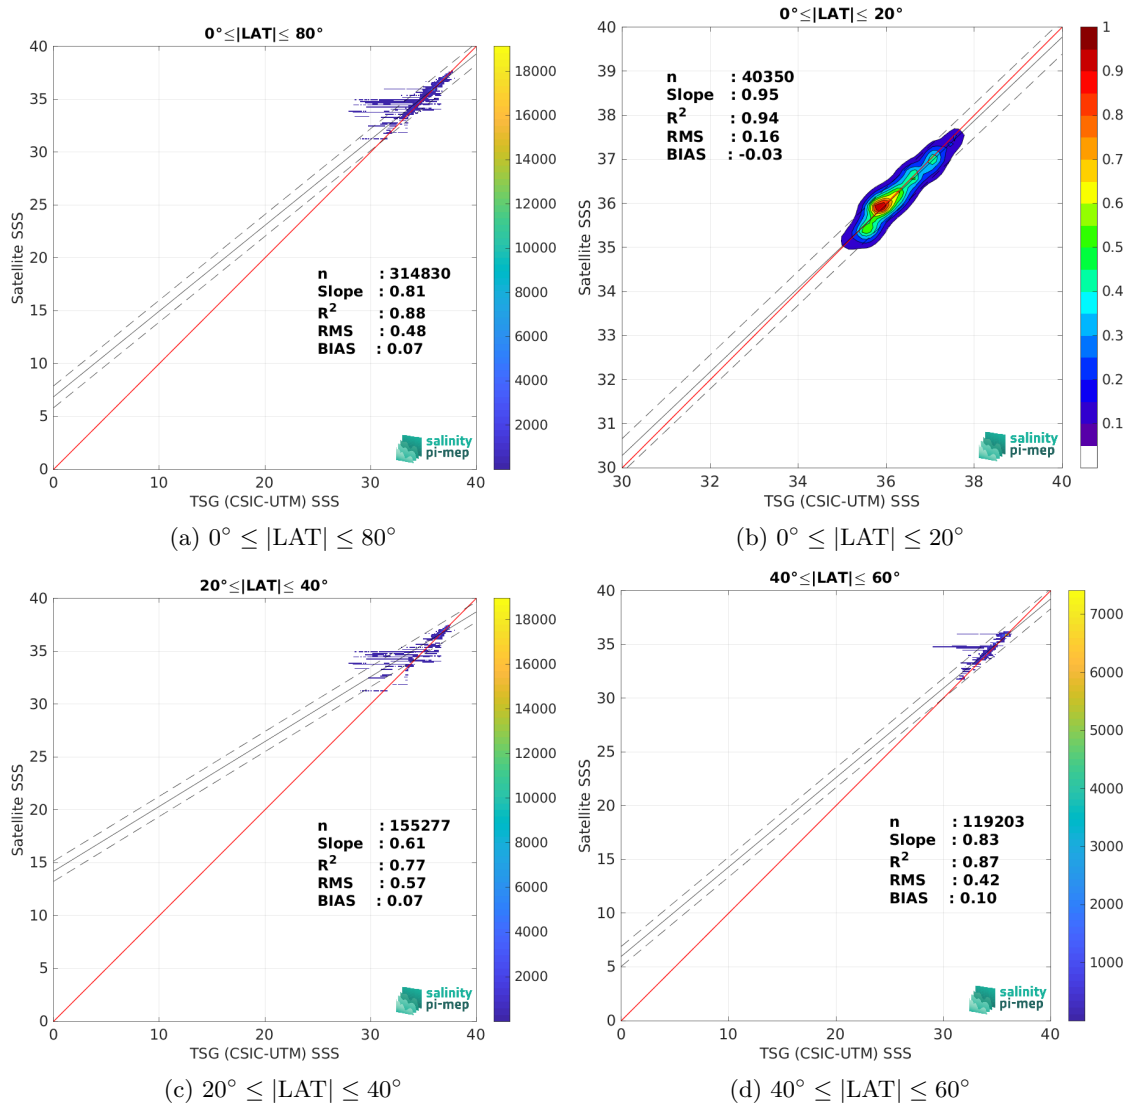 0°≤|LAT|≤ 80°
Satellite SSS
40
35
30
25
20
15
10
5
0
0 10 20 30 40
TSG (CSIC-UTM) SSS
n : 314830
Slope : 0.81
R² : 0.88
RMS : 0.48
BIAS : 0.07
salinity
pi-mep
18000
16000
14000
12000
10000
8000
6000
4000
2000
(a) 0° ≤ |LAT| ≤ 80°
0°≤|LAT|≤ 20°
Satellite SSS
40
39
38
37
36
35
34
33
32
31
30
30 32 34 36 38 40
TSG (CSIC-UTM) SSS
n : 40350
Slope : 0.95
R² : 0.94
RMS : 0.16
BIAS : -0.03
salinity
pi-mep
1
0.9
0.8
0.7
0.6
0.5
0.4
0.3
0.2
0.1
(b) 0° ≤ |LAT| ≤ 20°
20°≤|LAT|≤ 40°
Satellite SSS
40
35
30
25
20
15
10
5
0
0 10 20 30 40
TSG (CSIC-UTM) SSS
n : 155277
Slope : 0.61
R² : 0.77
RMS : 0.57
BIAS : 0.07
salinity
pi-mep
18000
16000
14000
12000
10000
8000
6000
4000
2000
(c) 20° ≤ |LAT| ≤ 40°
40°≤|LAT|≤ 60°
Satellite SSS
40
35
30
25
20
15
10
5
0
0 10 20 30 40
TSG (CSIC-UTM) SSS
n : 119203
Slope : 0.83
R² : 0.87
RMS : 0.42
BIAS : 0.10
salinity
pi-mep
7000
6000
5000
4000
3000
2000
1000
(d) 40° ≤ |LAT| ≤ 60°